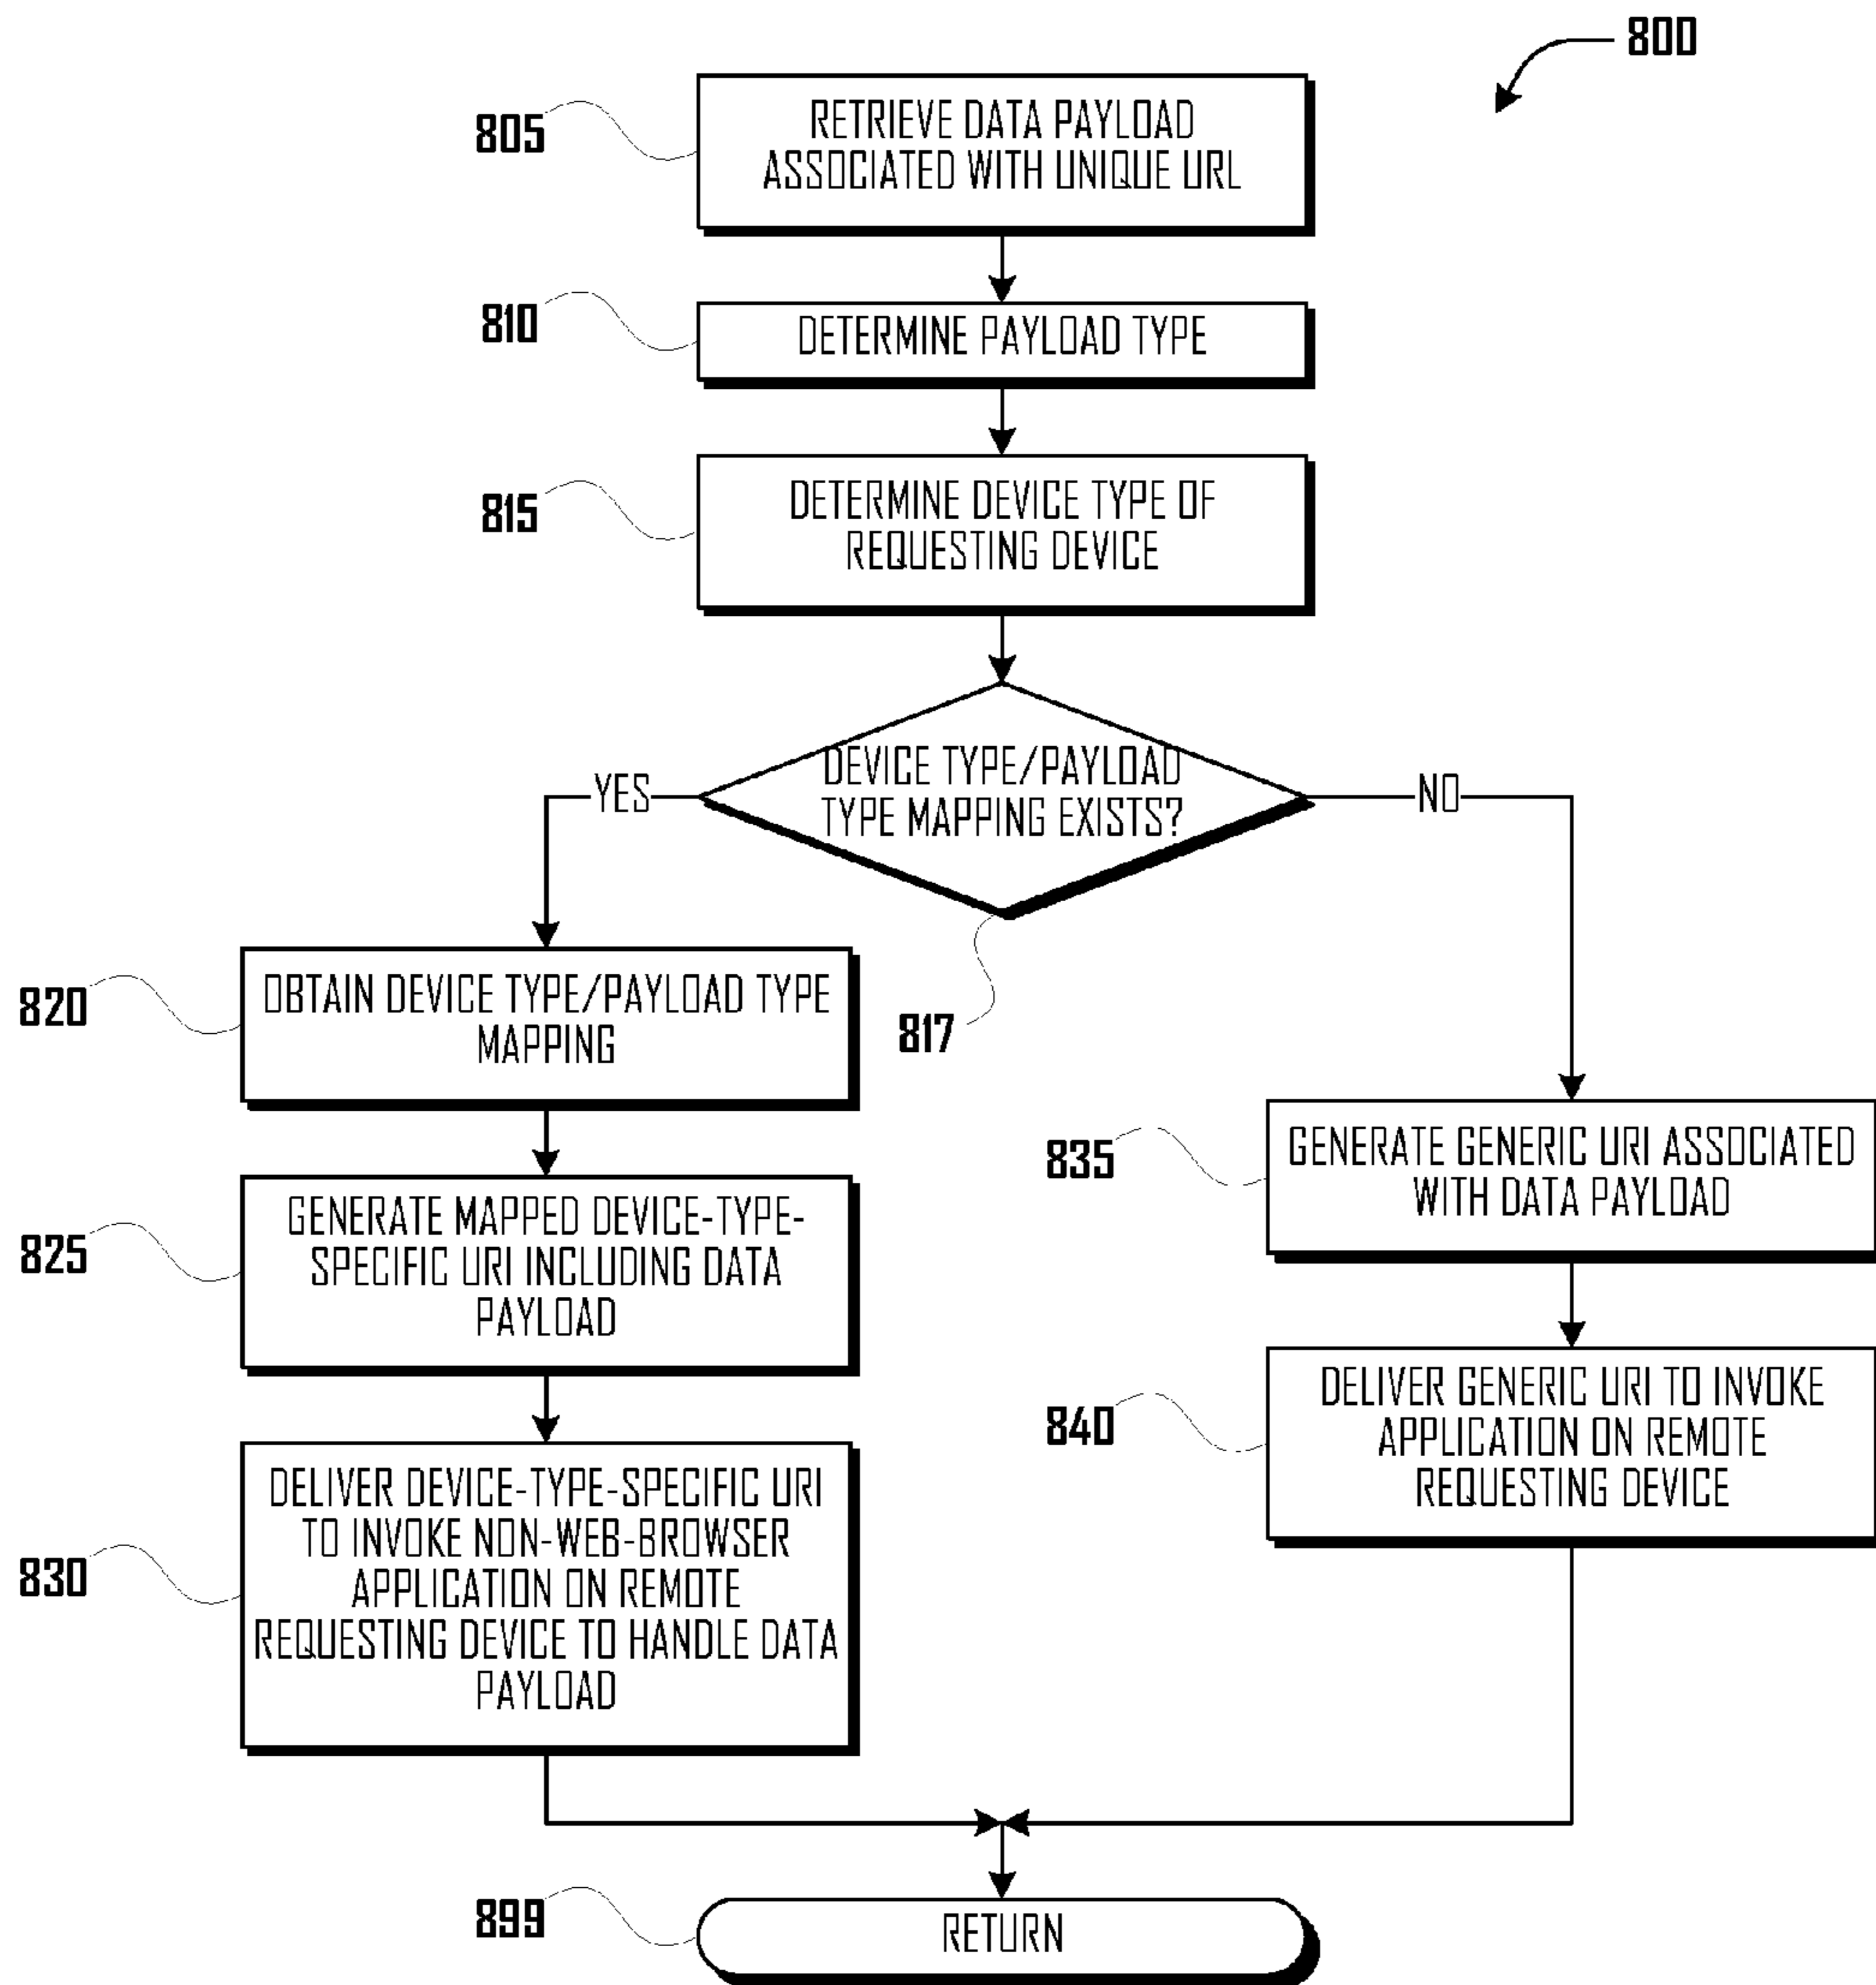 800
805
RETRIEVE DATA PAYLOAD
ASSOCIATED WITH UNIQUE URL
810
DETERMINE PAYLOAD TYPE
815
DETERMINE DEVICE TYPE OF
REQUESTING DEVICE
DEVICE TYPE/PAYLOAD
TYPE MAPPING EXISTS?
YES
NO
817
820
OBTAIN DEVICE TYPE/PAYLOAD TYPE
MAPPING
825
GENERATE MAPPED DEVICE-TYPE-
SPECIFIC URI INCLUDING DATA
PAYLOAD
830
DELIVER DEVICE-TYPE-SPECIFIC URI
TO INVOKE NON-WEB-BROWSER
APPLICATION ON REMOTE
REQUESTING DEVICE TO HANDLE DATA
PAYLOAD
835
GENERATE GENERIC URI ASSOCIATED
WITH DATA PAYLOAD
840
DELIVER GENERIC URI TO INVOKE
APPLICATION ON REMOTE
REQUESTING DEVICE
899
RETURN